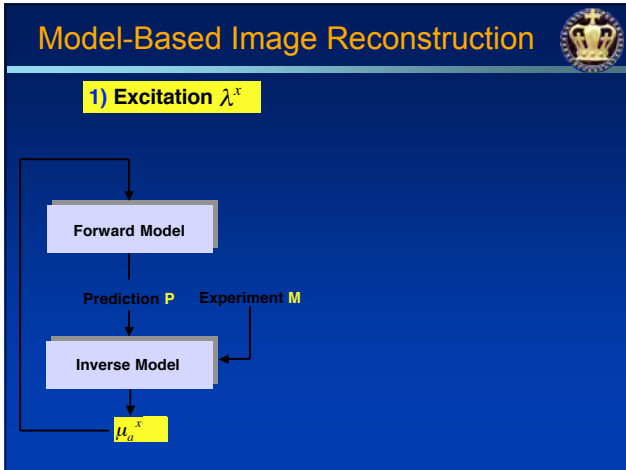 Model-Based Image Reconstruction
1) Excitation λˣ
Forward Model
Prediction P Experiment M
Inverse Model
μₐˣ